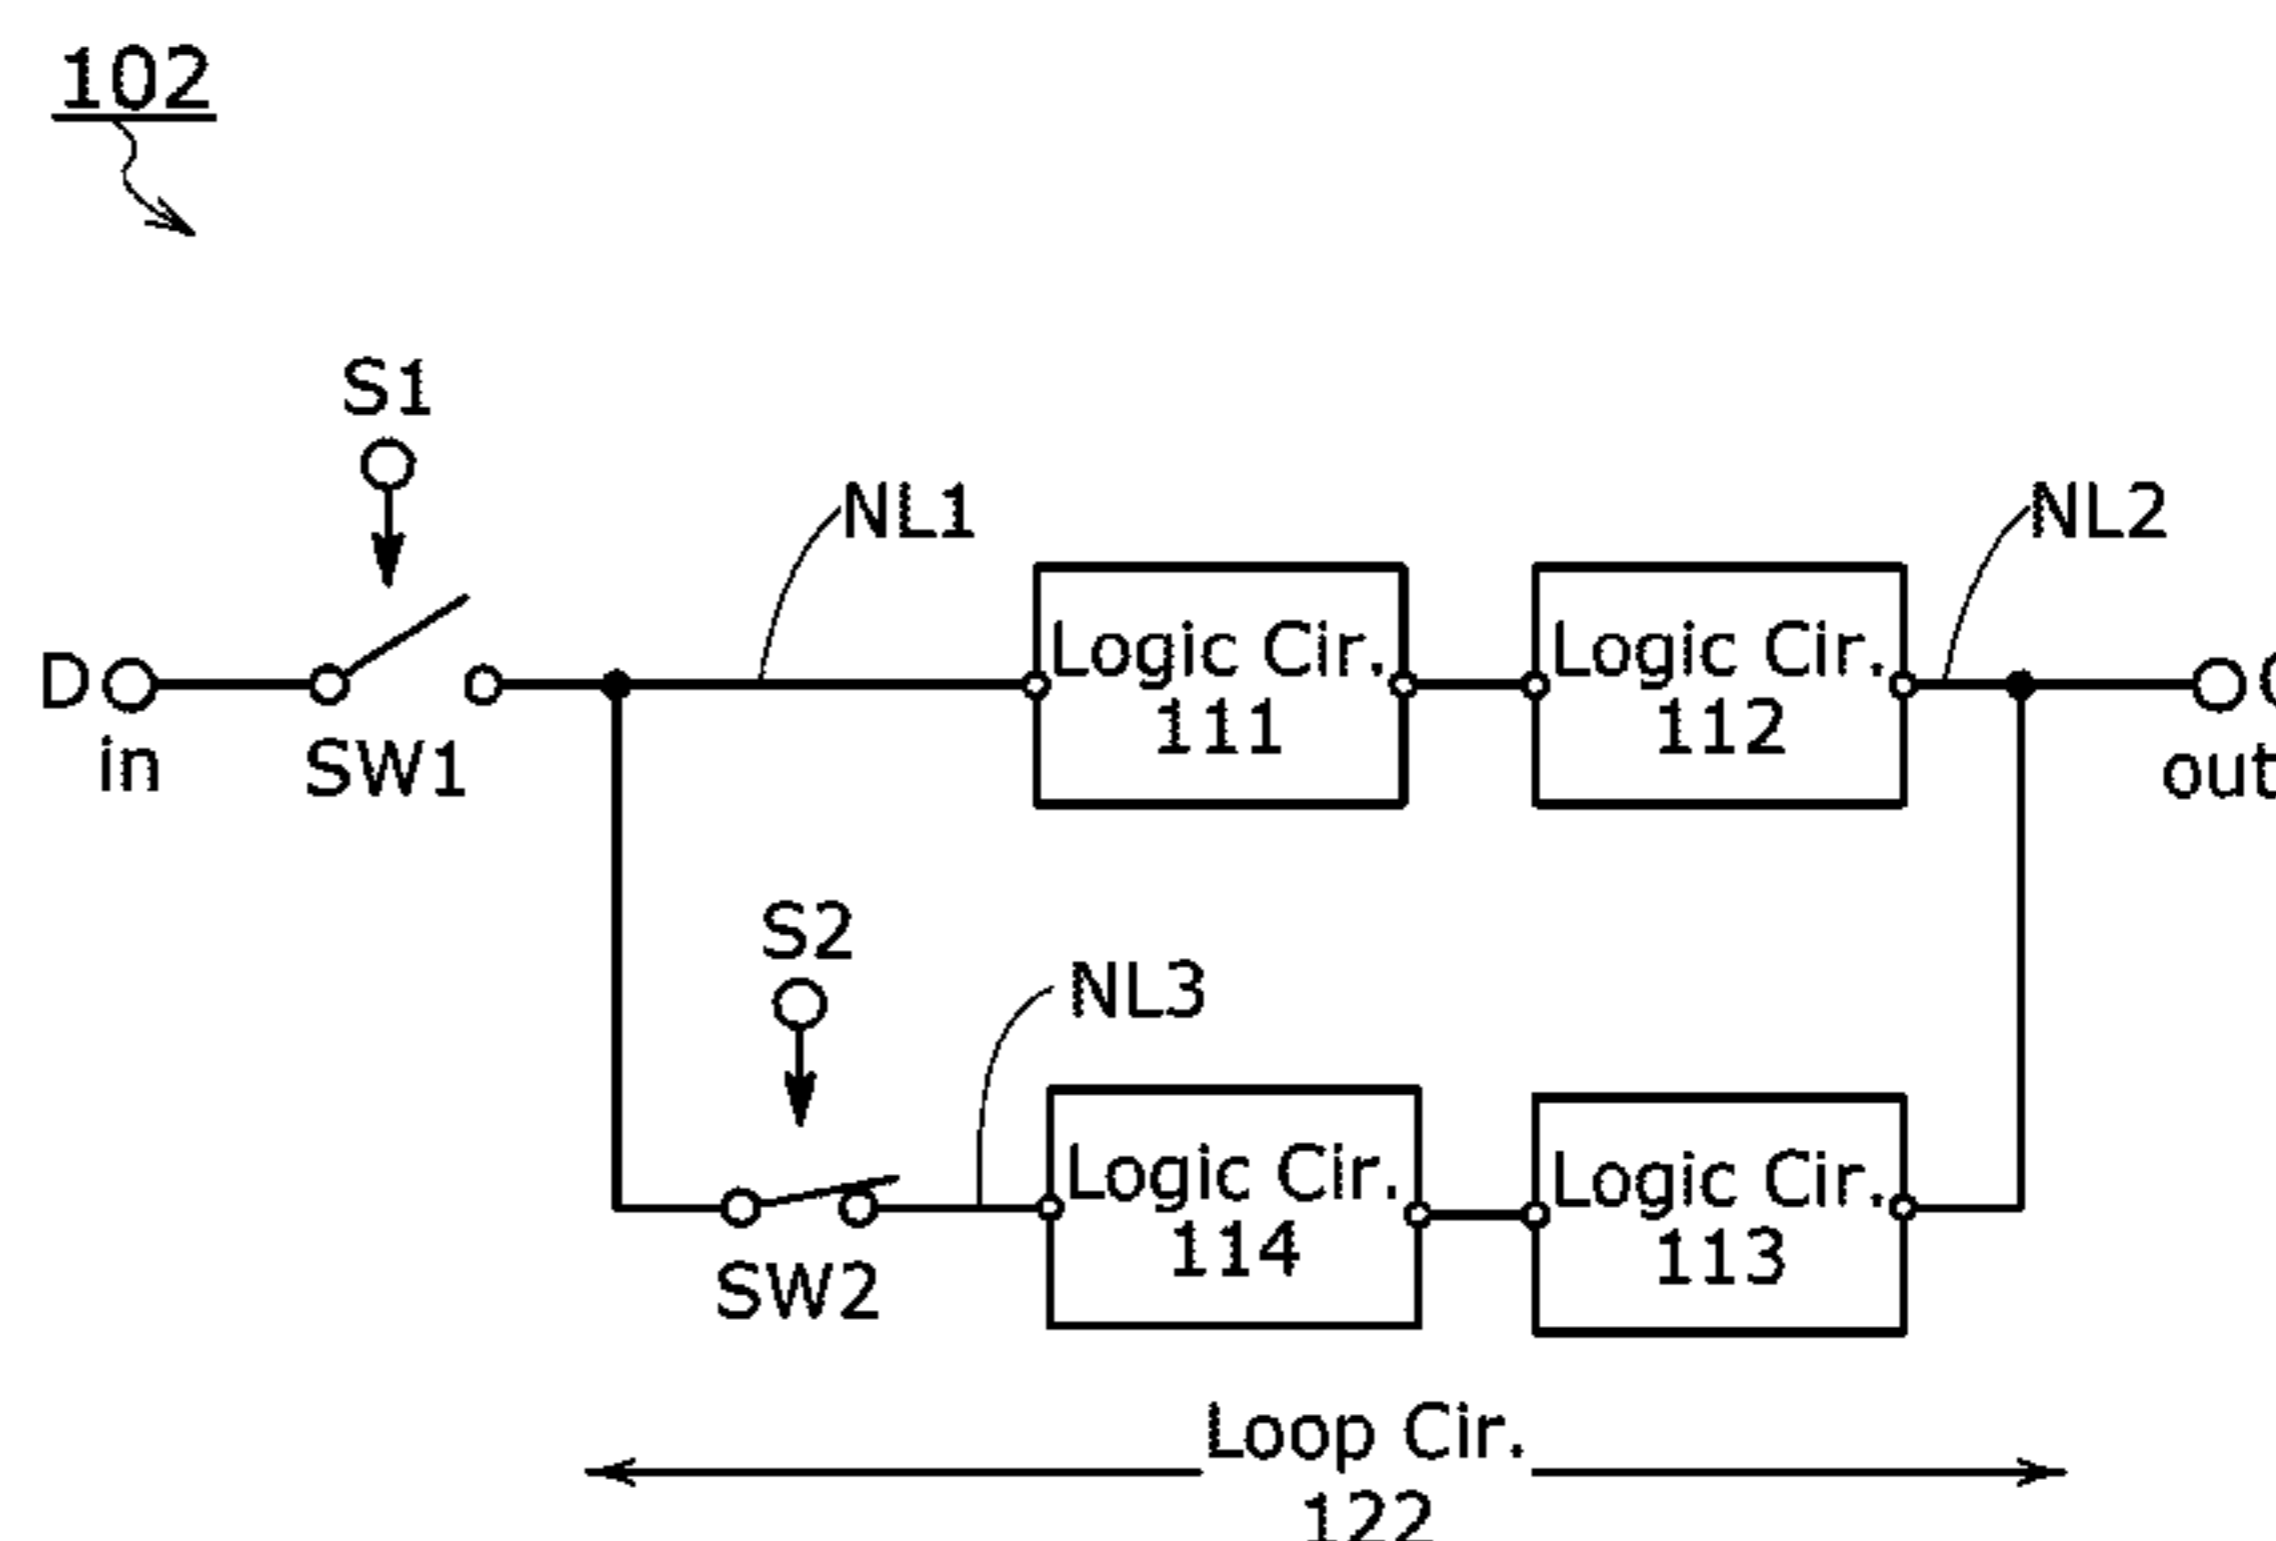 102
S1
NL1
NL2
Logic Cir.
111
Logic Cir.
112
D
in
SW1
out
S2
NL3
Logic Cir.
114
Logic Cir.
113
SW2
Loop Cir.
122